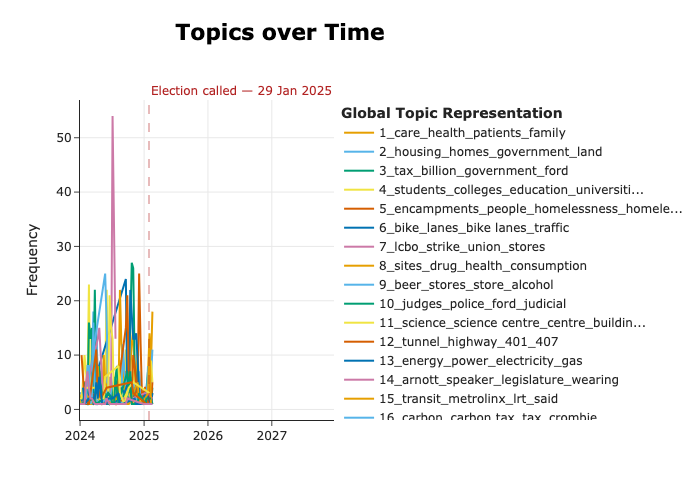 Topics over Time
Election called — 29 Jan 2025
Global Topic Representation
1_care_health_patients_family
2_housing_homes_government_land
3_tax_billion_government_ford
4_students_colleges_education_universiti...
5_encampments_people_homelessness_homele...
6_bike_lanes_bike lanes_traffic
7_lcbo_strike_union_stores
8_sites_drug_health_consumption
9_beer_stores_store_alcohol
10_judges_police_ford_judicial
11_science_science centre_centre_buildin...
12_tunnel_highway_401_407
13_energy_power_electricity_gas
14_arnott_speaker_legislature_wearing
15_transit_metrolinx_lrt_said
16_carbon_carbon tax_tax_crombie
Frequency
50
40
30
20
10
0
2024 2025 2026 2027